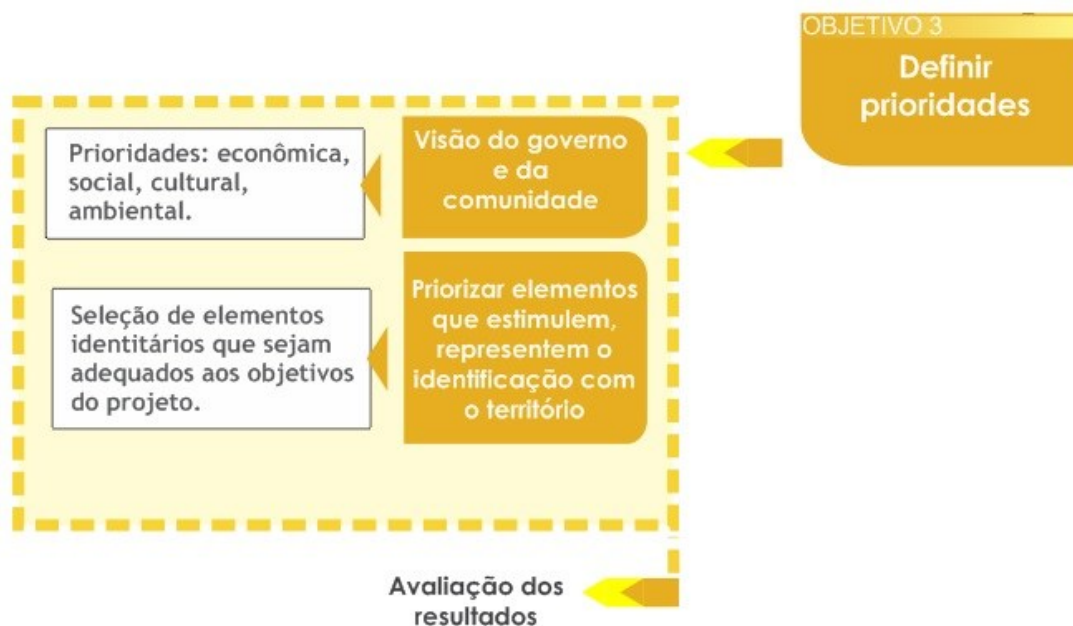 OBJETIVO 3
Definir
prioridades
Visão do governo
e da
comunidade
Prioridades: econômica,
social, cultural,
ambiental.
Priorizar elementos
que estimulem,
representem o
identificação com
o território
Seleção de elementos
identitários que sejam
adequados aos objetivos
do projeto.
Avaliação dos
resultados